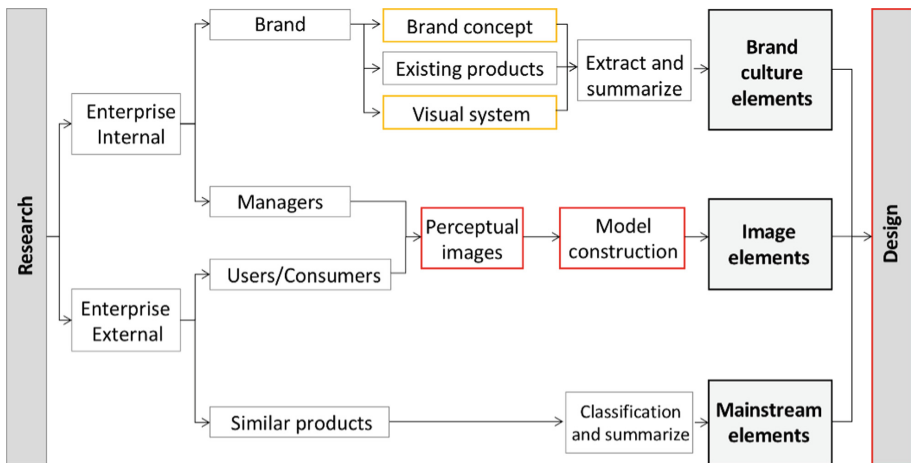 Research
Enterprise
Internal
Enterprise
External
Brand
Managers
Users/Consumers
Similar products
Brand concept
Existing products
Visual system
Extract and
summarize
Perceptual
images
Model
construction
Classification
and summarize
Brand
culture
elements
Image
elements
Mainstream
elements
Design